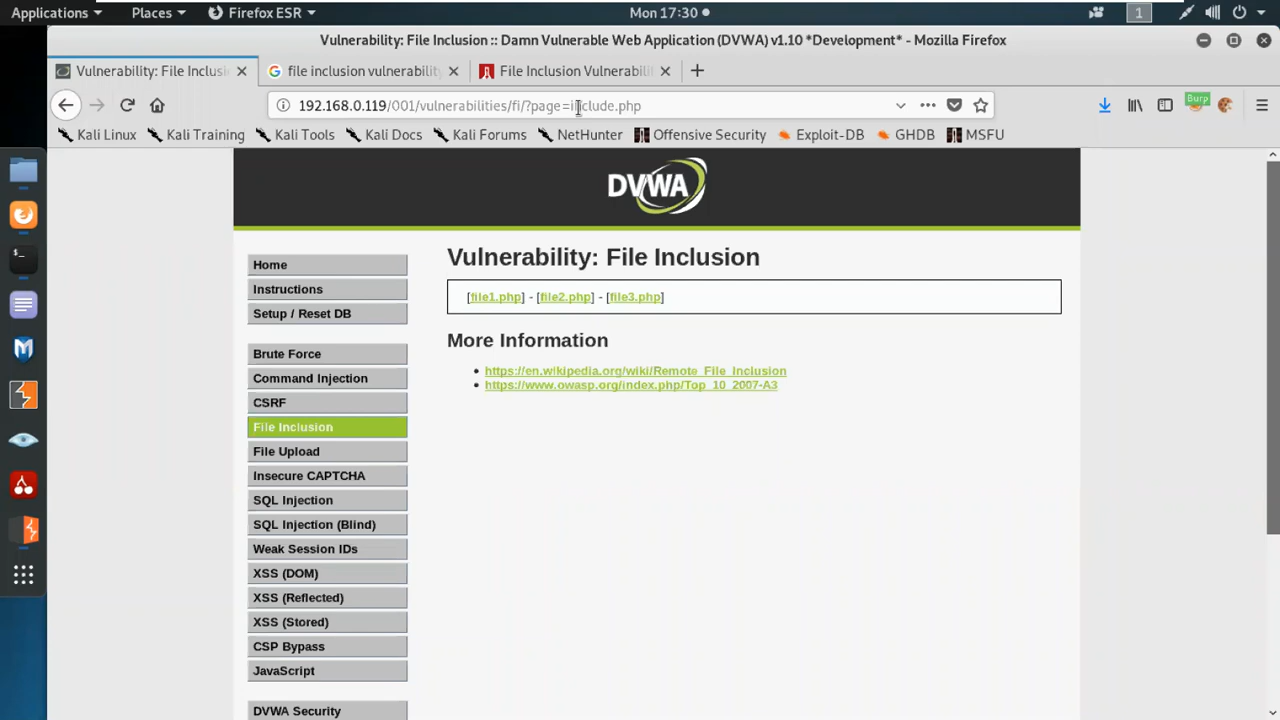 Applications Places Firefox ESR Mon 17:30 1
Vulnerability: File Inclusion :: Damn Vulnerable Web Application (DVWA) v1.10 *Development* - Mozilla Firefox
Vulnerability: File Inclusi file inclusion vulnerability File Inclusion Vulnerabili
192.168.0.119/001/vulnerabilities/fi/?page=include.php Burp
Kali Linux Kali Training Kali Tools Kali Docs Kali Forums NetHunter Offensive Security Exploit-DB GHDB MSFU
DVWA
Home
Instructions
Setup / Reset DB
Brute Force
Command Injection
CSRF
File Inclusion
File Upload
Insecure CAPTCHA
SQL Injection
SQL Injection (Blind)
Weak Session IDs
XSS (DOM)
XSS (Reflected)
XSS (Stored)
CSP Bypass
JavaScript
DVWA Security
Vulnerability: File Inclusion
[file1.php] - [file2.php] - [file3.php]
More Information
https://en.wikipedia.org/wiki/Remote_File_Inclusion
https://www.owasp.org/index.php/Top_10_2007-A3